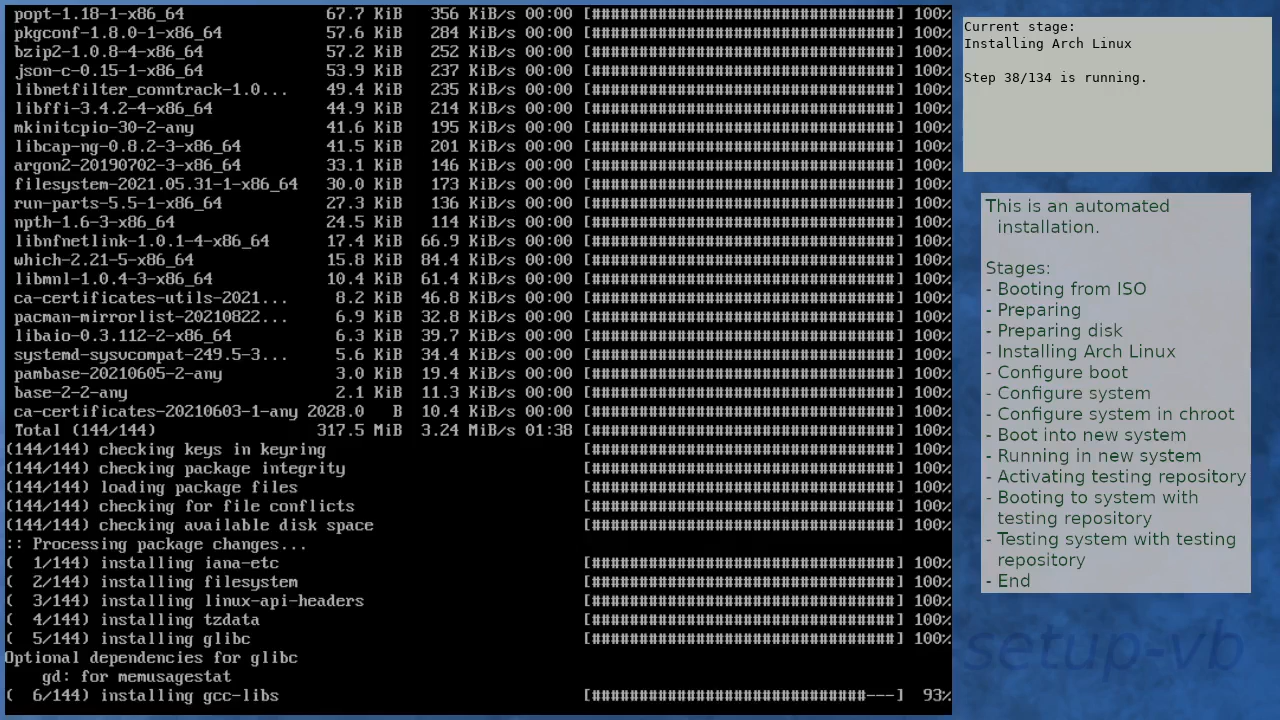 popt-1.18-1-x86_64 67.7 KiB 356 KiB/s 00:00 [################################] 100%
pkgconf-1.8.0-1-x86_64 57.6 KiB 284 KiB/s 00:00 [################################] 100%
bzip2-1.0.8-4-x86_64 57.2 KiB 252 KiB/s 00:00 [################################] 100%
json-c-0.15-1-x86_64 53.9 KiB 237 KiB/s 00:00 [################################] 100%
libnetfilter_conntrack-1.0... 49.4 KiB 235 KiB/s 00:00 [################################] 100%
libffi-3.4.2-4-x86_64 44.9 KiB 214 KiB/s 00:00 [################################] 100%
mkinitcpio-30-2-any 41.6 KiB 195 KiB/s 00:00 [################################] 100%
libcap-ng-0.8.2-3-x86_64 41.5 KiB 201 KiB/s 00:00 [################################] 100%
argon2-20190702-3-x86_64 33.1 KiB 146 KiB/s 00:00 [################################] 100%
filesystem-2021.05.31-1-x86_64 30.0 KiB 173 KiB/s 00:00 [################################] 100%
run-parts-5.5-1-x86_64 27.3 KiB 136 KiB/s 00:00 [################################] 100%
npth-1.6-3-x86_64 24.5 KiB 114 KiB/s 00:00 [################################] 100%
libnfnetlink-1.0.1-4-x86_64 17.4 KiB 66.9 KiB/s 00:00 [################################] 100%
which-2.21-5-x86_64 15.8 KiB 84.4 KiB/s 00:00 [################################] 100%
libmnl-1.0.4-3-x86_64 10.4 KiB 61.4 KiB/s 00:00 [################################] 100%
ca-certificates-utils-2021... 8.2 KiB 46.8 KiB/s 00:00 [################################] 100%
pacman-mirrorlist-20210822... 6.9 KiB 32.8 KiB/s 00:00 [################################] 100%
libaio-0.3.112-2-x86_64 6.3 KiB 39.7 KiB/s 00:00 [################################] 100%
systemd-sysvcompat-249.5-3... 5.6 KiB 34.4 KiB/s 00:00 [################################] 100%
pambase-20210605-2-any 3.0 KiB 19.4 KiB/s 00:00 [################################] 100%
base-2-2-any 2.1 KiB 11.3 KiB/s 00:00 [################################] 100%
ca-certificates-20210603-1-any 2028.0 B 10.4 KiB/s 00:00 [################################] 100%
Total (144/144) 317.5 MiB 3.24 MiB/s 01:38 [################################] 100%
(144/144) checking keys in keyring [################################] 100%
(144/144) checking package integrity [################################] 100%
(144/144) loading package files [################################] 100%
(144/144) checking for file conflicts [################################] 100%
(144/144) checking available disk space [################################] 100%
:: Processing package changes...
( 1/144) installing iana-etc [################################] 100%
( 2/144) installing filesystem [################################] 100%
( 3/144) installing linux-api-headers [################################] 100%
( 4/144) installing tzdata [################################] 100%
( 5/144) installing glibc [################################] 100%
Optional dependencies for glibc
gd: for memusagestat
( 6/144) installing gcc-libs [#############################---] 93%
Current stage:
Installing Arch Linux
Step 38/134 is running.
This is an automated
installation.
Stages:
- Booting from ISO
- Preparing
- Preparing disk
- Installing Arch Linux
- Configure boot
- Configure system
- Configure system in chroot
- Boot into new system
- Running in new system
- Activating testing repository
- Booting to system with
testing repository
- Testing system with testing
repository
- End
setup-vb